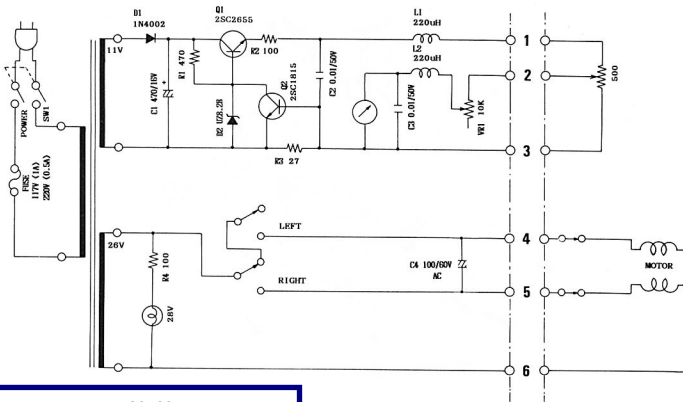 D1
1N4002
Q1
2SC2655
11V
R2 100
R1 470
C1 470/16V
+
D2 UZ8.2B
Q2
2SC1815
C2 0.01/50V
L1
220uH
L2
220uH
C3 0.01/50V
VR1 10K
R3 27
1
2
3
500
POWER
SW1
FUSE
117V (1A)
220V (0.5A)
26V
R4 100
28V
LEFT
RIGHT
C4 100/60V
AC
4
5
6
MOTOR